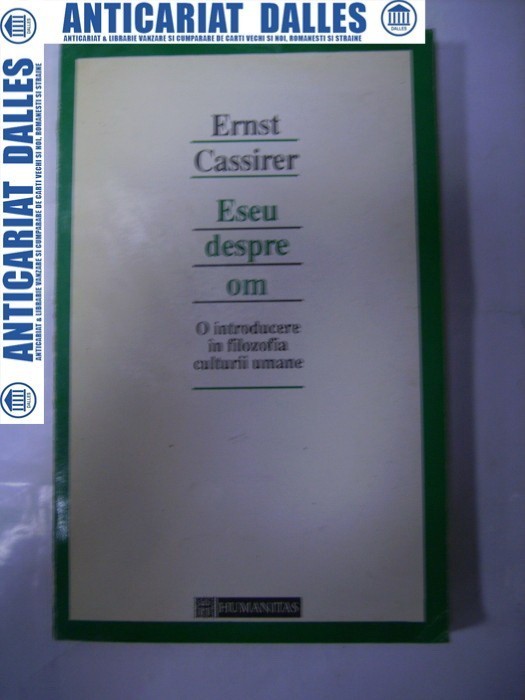 ANTICARIAT DALLES
ANTICARIAT & LIBRARIE VANZARE SI CUMPARARE DE CARTI VECHI SI NOI, ROMANESTI SI STRAINE
DALLES
ANTICARIAT DALLES
ANTICARIAT & LIBRARIE VANZARE SI CUMPARARE DE CARTI VECHI SI NOI, ROMANESTI SI STRAINE
DALLES
Ernst
Cassirer
Eseu
despre
om
O introducere
în filozofia
culturii umane
HUMANITAS